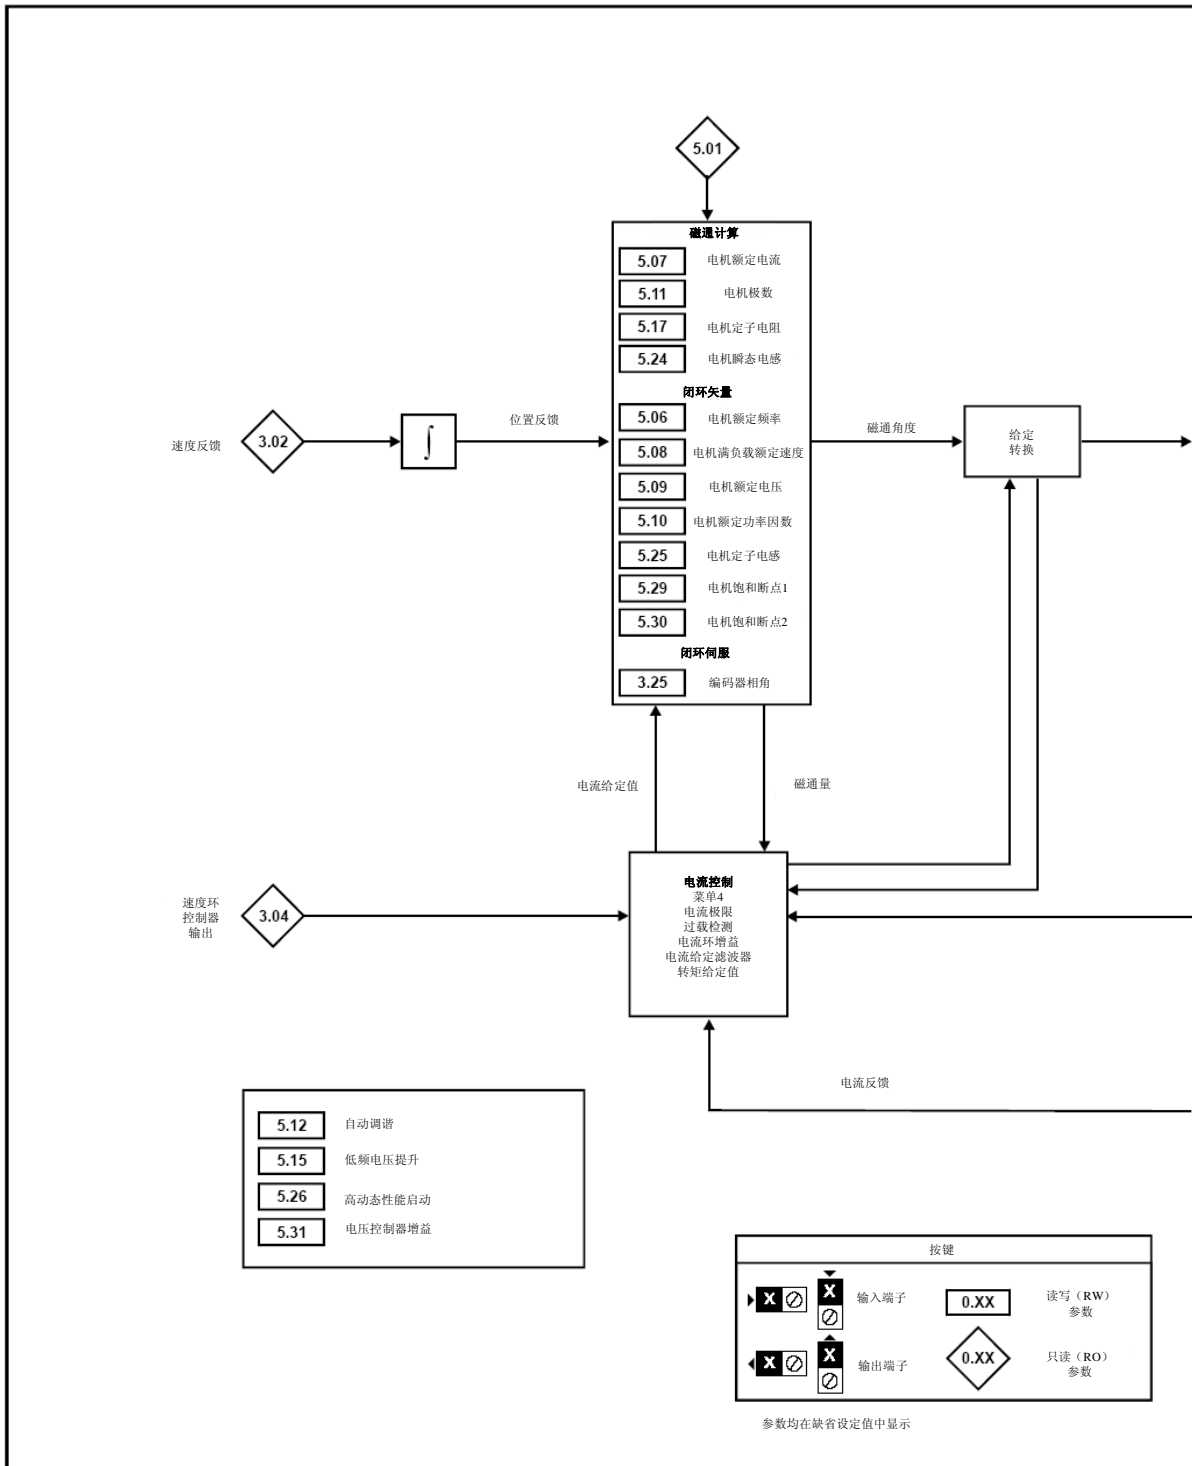 5.01
磁通计算
5.07 电机额定电流
5.11 电机极数
5.17 电机定子电阻
5.24 电机瞬态电感
闭环矢量
5.06 电机额定频率
5.08 电机满负载额定速度
5.09 电机额定电压
5.10 电机额定功率因数
5.25 电机定子电感
5.29 电机饱和断点1
5.30 电机饱和断点2
闭环伺服
3.25 编码器相角
速度反馈
3.02
∫
位置反馈
磁通角度
给定
转换
电流给定值
磁通量
速度环
控制器
输出
3.04
电流控制
菜单4
电流极限
过载检测
电流环增益
电流给定滤波器
转矩给定值
电流反馈
5.12 自动调谐
5.15 低频电压提升
5.26 高动态性能启动
5.31 电压控制器增益
按键
X X 输入端子
0.XX 读写（RW）
参数
X X 输出端子
0.XX 只读（RO）
参数
参数均在缺省设定值中显示